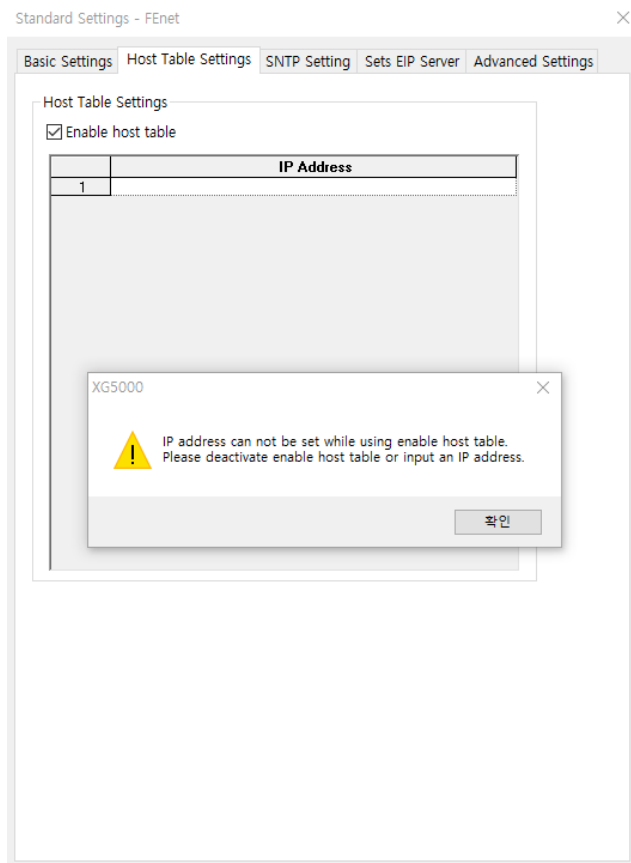 Standard Settings - FEnet
Basic Settings Host Table Settings SNTP Setting Sets EIP Server Advanced Settings
Host Table Settings
Enable host table
IP Address
1
XG5000
IP address can not be set while using enable host table.
Please deactivate enable host table or input an IP address.
확인